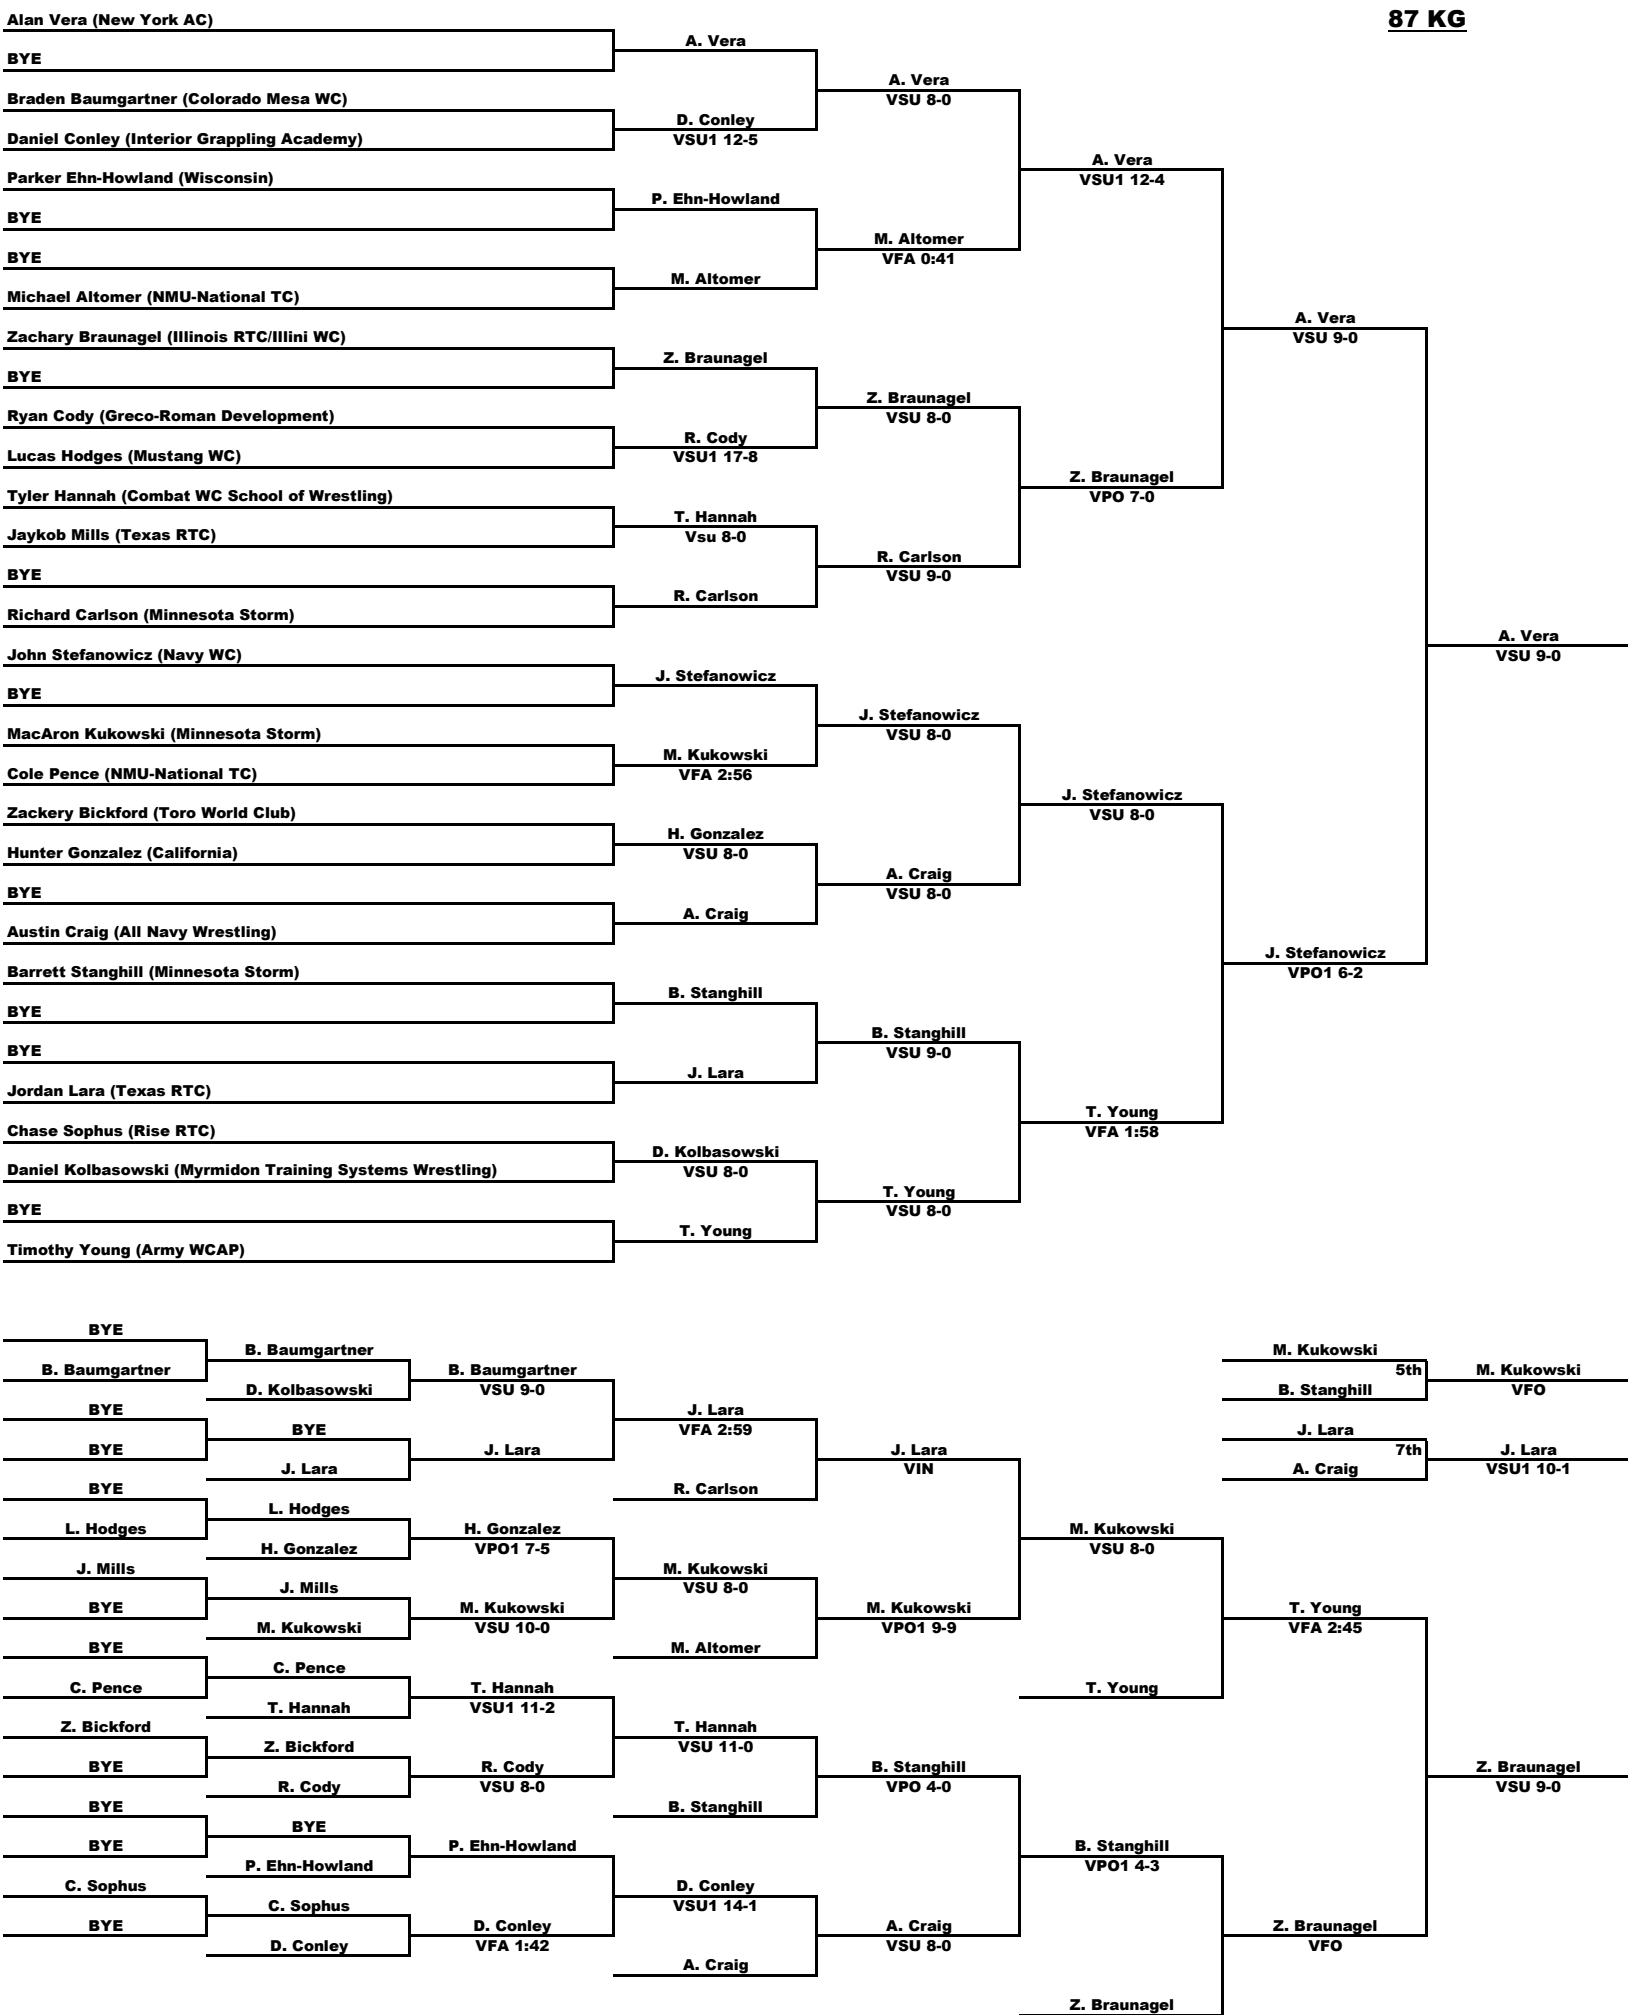 87 KG
Alan Vera (New York AC)
BYE
Braden Baumgartner (Colorado Mesa WC)
Daniel Conley (Interior Grappling Academy)
Parker Ehn-Howland (Wisconsin)
BYE
BYE
Michael Altomer (NMU-National TC)
Zachary Braunagel (Illinois RTC/Illini WC)
BYE
Ryan Cody (Greco-Roman Development)
Lucas Hodges (Mustang WC)
Tyler Hannah (Combat WC School of Wrestling)
Jaykob Mills (Texas RTC)
BYE
Richard Carlson (Minnesota Storm)
John Stefanowicz (Navy WC)
BYE
MacAron Kukowski (Minnesota Storm)
Cole Pence (NMU-National TC)
Zackery Bickford (Toro World Club)
Hunter Gonzalez (California)
BYE
Austin Craig (All Navy Wrestling)
Barrett Stanghill (Minnesota Storm)
BYE
BYE
Jordan Lara (Texas RTC)
Chase Sophus (Rise RTC)
Daniel Kolbasowski (Myrmidon Training Systems Wrestling)
BYE
Timothy Young (Army WCAP)
A. Vera
D. Conley
VSU1 12-5
P. Ehn-Howland
M. Altomer
Z. Braunagel
R. Cody
VSU1 17-8
T. Hannah
Vsu 8-0
R. Carlson
J. Stefanowicz
M. Kukowski
VFA 2:56
H. Gonzalez
VSU 8-0
A. Craig
B. Stanghill
J. Lara
D. Kolbasowski
VSU 8-0
T. Young
A. Vera
VSU 8-0
M. Altomer
VFA 0:41
Z. Braunagel
VSU 8-0
R. Carlson
VSU 9-0
J. Stefanowicz
VSU 8-0
A. Craig
VSU 8-0
B. Stanghill
VSU 9-0
T. Young
VSU 8-0
A. Vera
VSU1 12-4
Z. Braunagel
VPO 7-0
J. Stefanowicz
VSU 8-0
T. Young
VFA 1:58
A. Vera
VSU 9-0
J. Stefanowicz
VPO1 6-2
A. Vera
VSU 9-0
BYE
B. Baumgartner
BYE
BYE
BYE
L. Hodges
J. Mills
BYE
BYE
C. Pence
Z. Bickford
BYE
BYE
BYE
C. Sophus
BYE
B. Baumgartner
D. Kolbasowski
BYE
J. Lara
L. Hodges
H. Gonzalez
J. Mills
M. Kukowski
C. Pence
T. Hannah
Z. Bickford
R. Cody
BYE
P. Ehn-Howland
C. Sophus
D. Conley
B. Baumgartner
VSU 9-0
J. Lara
H. Gonzalez
VPO1 7-5
M. Kukowski
VSU 10-0
T. Hannah
VSU1 11-2
R. Cody
VSU 8-0
P. Ehn-Howland
D. Conley
VFA 1:42
J. Lara
VFA 2:59
R. Carlson
M. Kukowski
VSU 8-0
M. Altomer
T. Hannah
VSU 11-0
B. Stanghill
D. Conley
VSU1 14-1
A. Craig
J. Lara
VIN
M. Kukowski
VPO1 9-9
B. Stanghill
VPO 4-0
A. Craig
VSU 8-0
M. Kukowski
VSU 8-0
T. Young
B. Stanghill
VPO1 4-3
Z. Braunagel
T. Young
VFA 2:45
Z. Braunagel
VFO
Z. Braunagel
VSU 9-0
M. Kukowski
5th
B. Stanghill
M. Kukowski
VFO
J. Lara
7th
A. Craig
J. Lara
VSU1 10-1